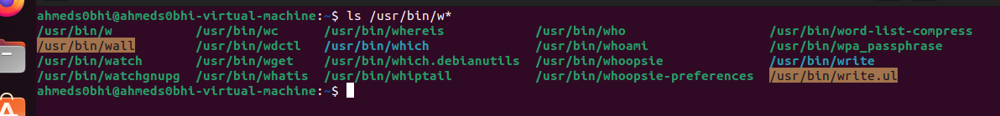 ahmeds0bhi@ahmeds0bhi-virtual-machine:~$ ls /usr/bin/w*
/usr/bin/w /usr/bin/wc /usr/bin/whereis /usr/bin/who /usr/bin/word-list-compress
/usr/bin/wall /usr/bin/wdctl /usr/bin/which /usr/bin/whoami /usr/bin/wpa_passphrase
/usr/bin/watch /usr/bin/wget /usr/bin/which.debianutils /usr/bin/whoopsie /usr/bin/write
/usr/bin/watchgnupg /usr/bin/whatis /usr/bin/whiptail /usr/bin/whoopsie-preferences /usr/bin/write.ul
ahmeds0bhi@ahmeds0bhi-virtual-machine:~$